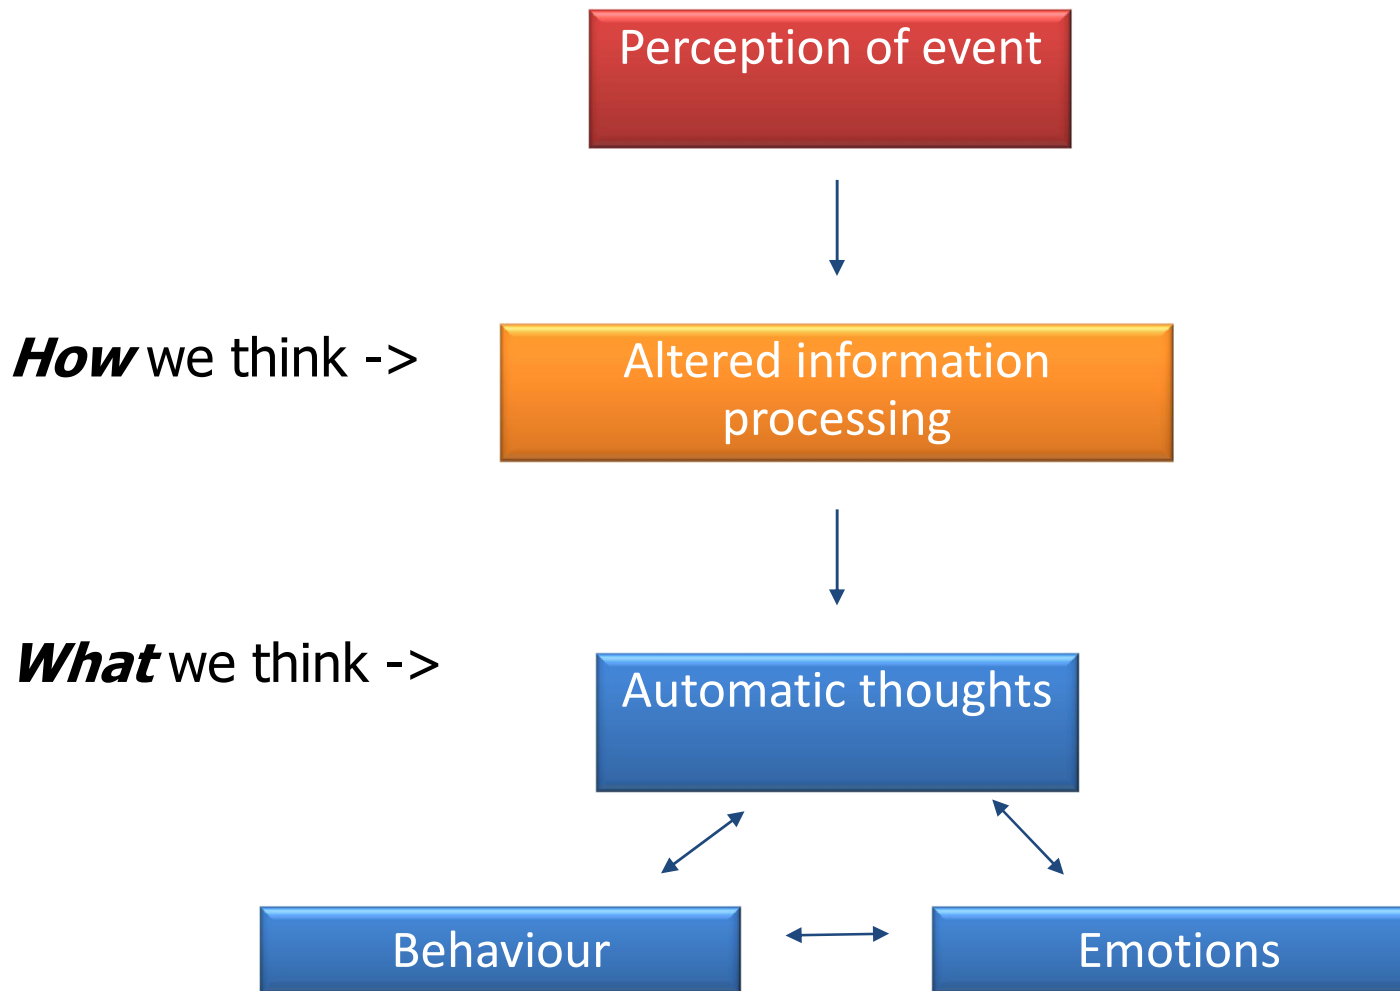 Perception of event
How we think ->
Altered information
processing
What we think ->
Automatic thoughts
Behaviour
Emotions